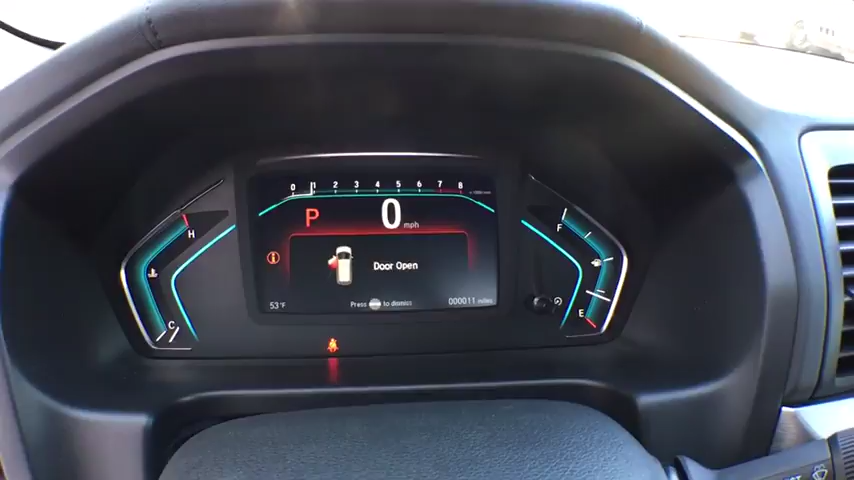 0 1 2 3 4 5 6 7 8
P 0 mph
H
F
Door Open
53°F
Press to dismiss
000011 miles
C
E